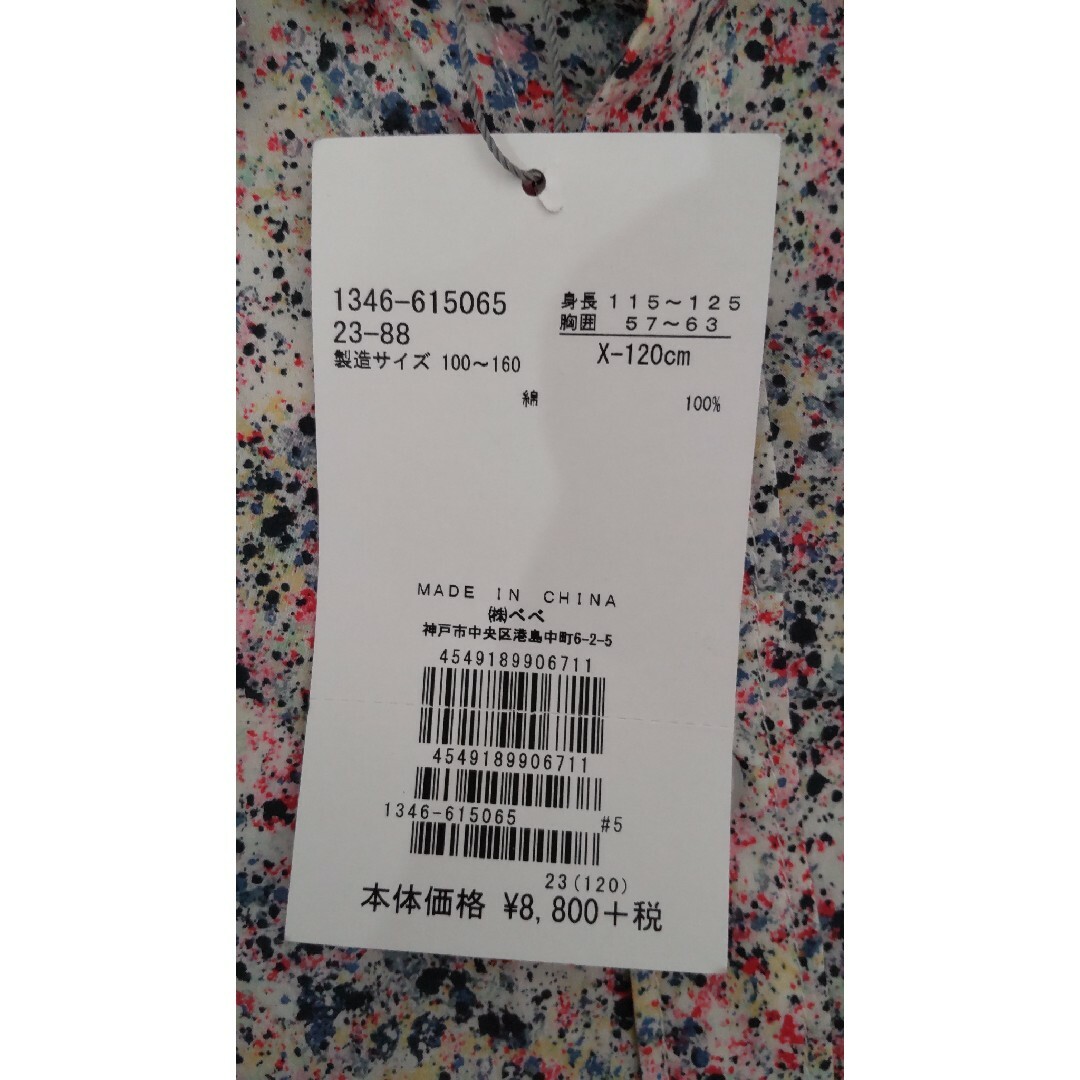 1346-615065
23-88
製造サイズ 100〜160
身長 115〜125
胸囲 57〜63
X-120cm
綿 100%
MADE IN CHINA
㈱べべ
神戸市中央区港島中町6-2-5
4549189906711
4549189906711
1346-615065 #5
23(120)
本体価格 ¥8,800+税